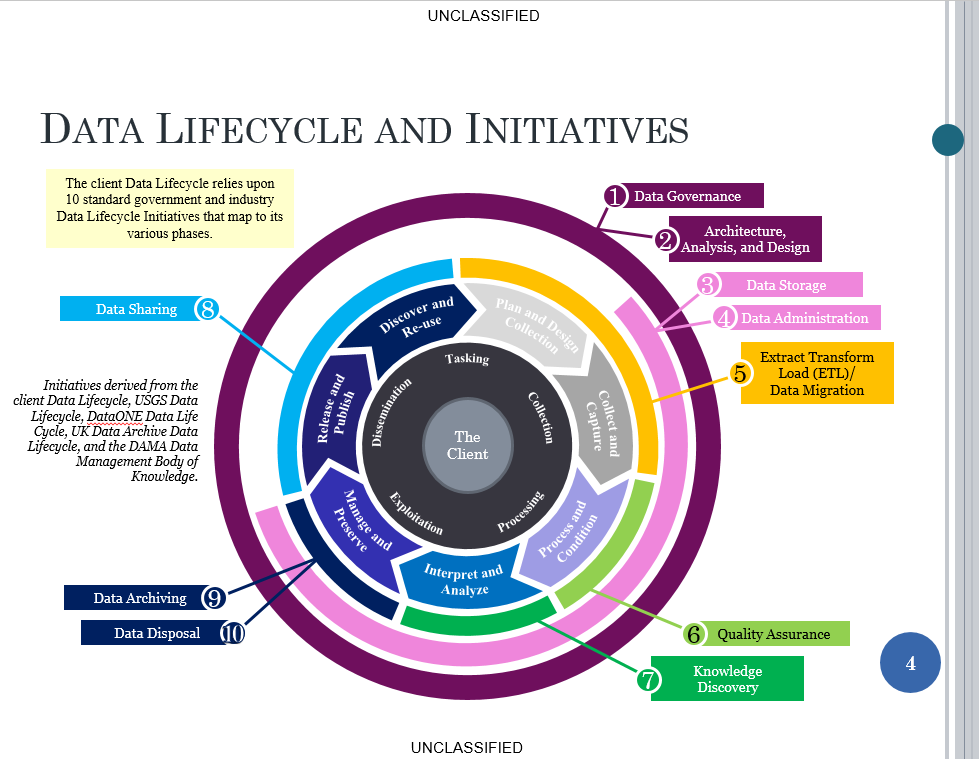 UNCLASSIFIED
DATA LIFECYCLE AND INITIATIVES
The client Data Lifecycle relies upon
10 standard government and industry
Data Lifecycle Initiatives that map to its
various phases.
1 Data Governance
2 Architecture,
Analysis, and Design
3 Data Storage
4 Data Administration
5 Extract Transform
Load (ETL)/
Data Migration
6 Quality Assurance
7 Knowledge
Discovery
Data Sharing 8
Initiatives derived from the
client Data Lifecycle, USGS Data
Lifecycle, DataONE Data Life
Cycle, UK Data Archive Data
Lifecycle, and the DAMA Data
Management Body of
Knowledge.
Data Archiving 9
Data Disposal 10
Discover and
Re-use
Plan and Design
Collection
Collect and
Capture
Process and
Condition
Interpret and
Analyze
Manage and
Preserve
Release and
Publish
Tasking
Collection
Processing
Exploitation
Dissemination
The
Client
4
UNCLASSIFIED